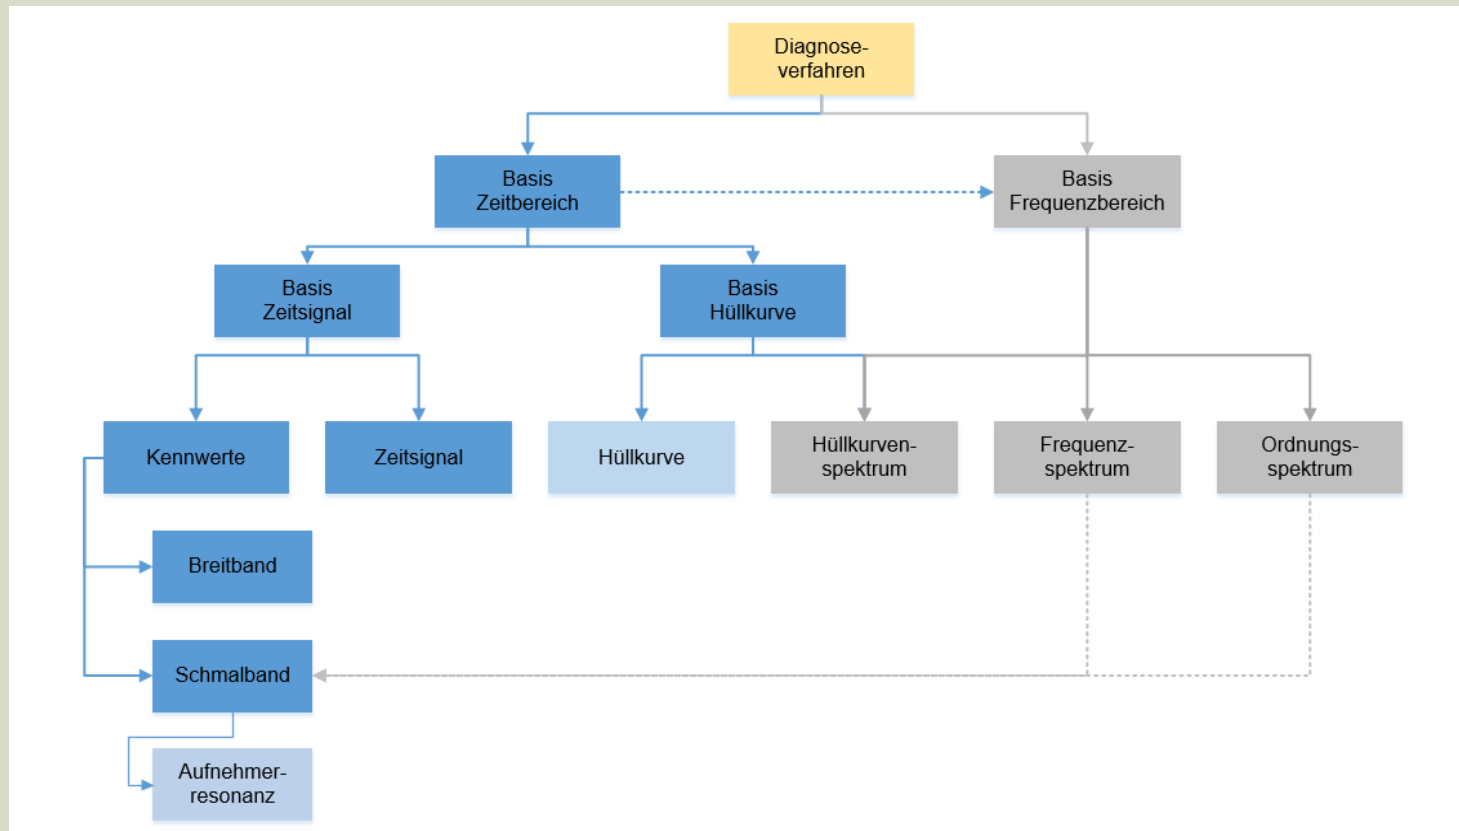 Diagnose-
verfahren
Basis
Zeitbereich
Basis
Frequenzbereich
Basis
Zeitsignal
Basis
Hüllkurve
Kennwerte
Zeitsignal
Hüllkurve
Hüllkurven-
spektrum
Frequenz-
spektrum
Ordnungs-
spektrum
Breitband
Schmalband
Aufnehmer-
resonanz